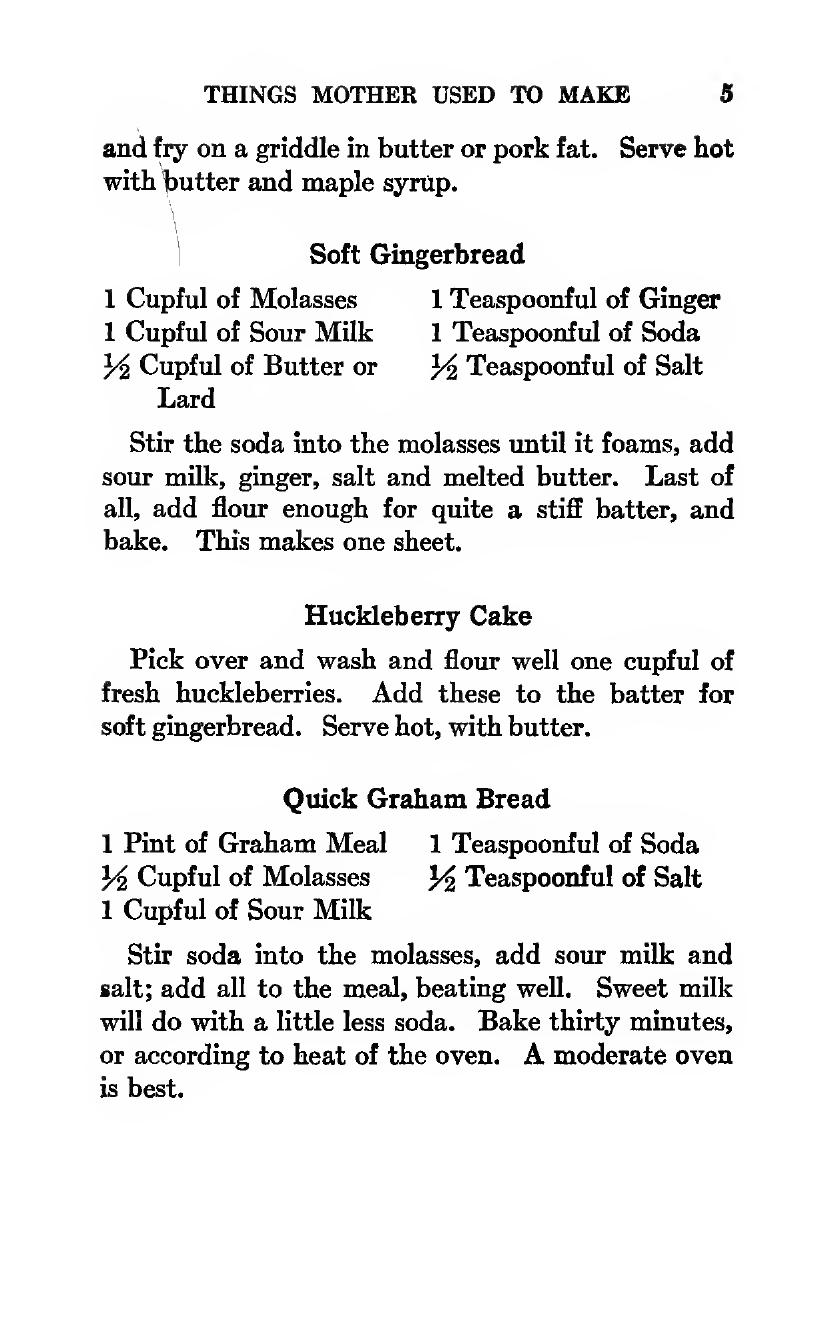 THINGS MOTHER USED TO MAKE 5
and fry on a griddle in butter or pork fat. Serve hot
with butter and maple syrup.
Soft Gingerbread
1 Cupful of Molasses
1 Cupful of Sour Milk
½ Cupful of Butter or
Lard
1 Teaspoonful of Ginger
1 Teaspoonful of Soda
½ Teaspoonful of Salt
Stir the soda into the molasses until it foams, add
sour milk, ginger, salt and melted butter. Last of
all, add flour enough for quite a stiff batter, and
bake. This makes one sheet.
Huckleberry Cake
Pick over and wash and flour well one cupful of
fresh huckleberries. Add these to the batter for
soft gingerbread. Serve hot, with butter.
Quick Graham Bread
1 Pint of Graham Meal
½ Cupful of Molasses
1 Cupful of Sour Milk
1 Teaspoonful of Soda
½ Teaspoonful of Salt
Stir soda into the molasses, add sour milk and
salt; add all to the meal, beating well. Sweet milk
will do with a little less soda. Bake thirty minutes,
or according to heat of the oven. A moderate oven
is best.